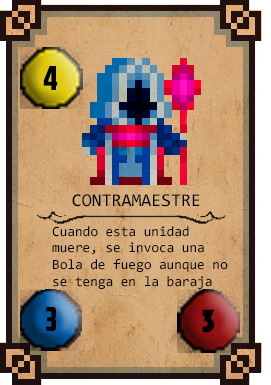 4
CONTRAMAESTRE
Cuando esta unidad
muere, se invoca una
Bola de fuego aunque no
se tenga en la baraja
3 3